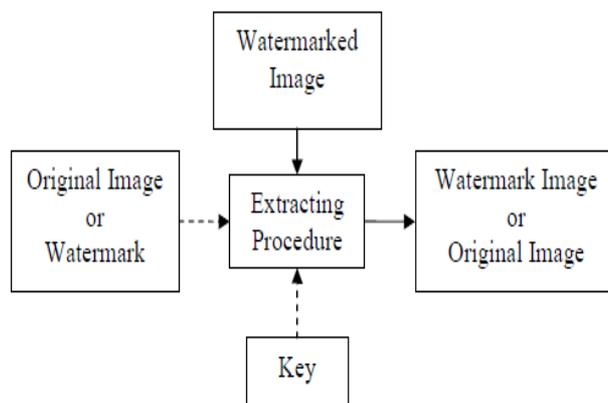 Watermarked
Image
Original Image
or
Watermark
Extracting
Procedure
Watermark Image
or
Original Image
Key